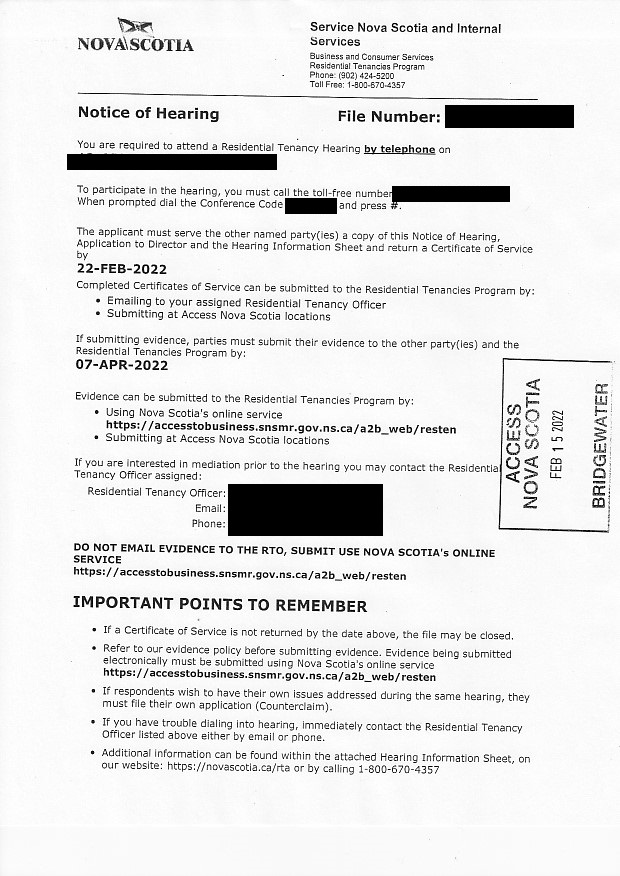 NOVA SCOTIA
Service Nova Scotia and Internal
Services
Business and Consumer Services
Residential Tenancies Program
Phone: (902) 424-5200
Toll Free: 1-800-670-4357
Notice of Hearing
File Number:
You are required to attend a Residential Tenancy Hearing by telephone on
To participate in the hearing, you must call the toll-free number
When prompted dial the Conference Code and press #.
The applicant must serve the other named party(ies) a copy of this Notice of Hearing,
Application to Director and the Hearing Information Sheet and return a Certificate of Service
by
22-FEB-2022
Completed Certificates of Service can be submitted to the Residential Tenancies Program by:
• Emailing to your assigned Residential Tenancy Officer
• Submitting at Access Nova Scotia locations
If submitting evidence, parties must submit their evidence to the other party(ies) and the
Residential Tenancies Program by:
07-APR-2022
Evidence can be submitted to the Residential Tenancies Program by:
• Using Nova Scotia's online service
https://accesstobusiness.snsmr.gov.ns.ca/a2b_web/resten
• Submitting at Access Nova Scotia locations
ACCESS
NOVA SCOTIA
FEB 15 2022
BRIDGEWATER
If you are interested in mediation prior to the hearing you may contact the Residential
Tenancy Officer assigned:
Residential Tenancy Officer:
Email:
Phone:
DO NOT EMAIL EVIDENCE TO THE RTO, SUBMIT USE NOVA SCOTIA's ONLINE
SERVICE
https://accesstobusiness.snsmr.gov.ns.ca/a2b_web/resten
IMPORTANT POINTS TO REMEMBER
• If a Certificate of Service is not returned by the date above, the file may be closed.
• Refer to our evidence policy before submitting evidence. Evidence being submitted
electronically must be submitted using Nova Scotia's online service
https://accesstobusiness.snsmr.gov.ns.ca/a2b_web/resten
• If respondents wish to have their own issues addressed during the same hearing, they
must file their own application (Counterclaim).
• If you have trouble dialing into hearing, immediately contact the Residential Tenancy
Officer listed above either by email or phone.
• Additional information can be found within the attached Hearing Information Sheet, on
our website: https://novascotia.ca/rta or by calling 1-800-670-4357